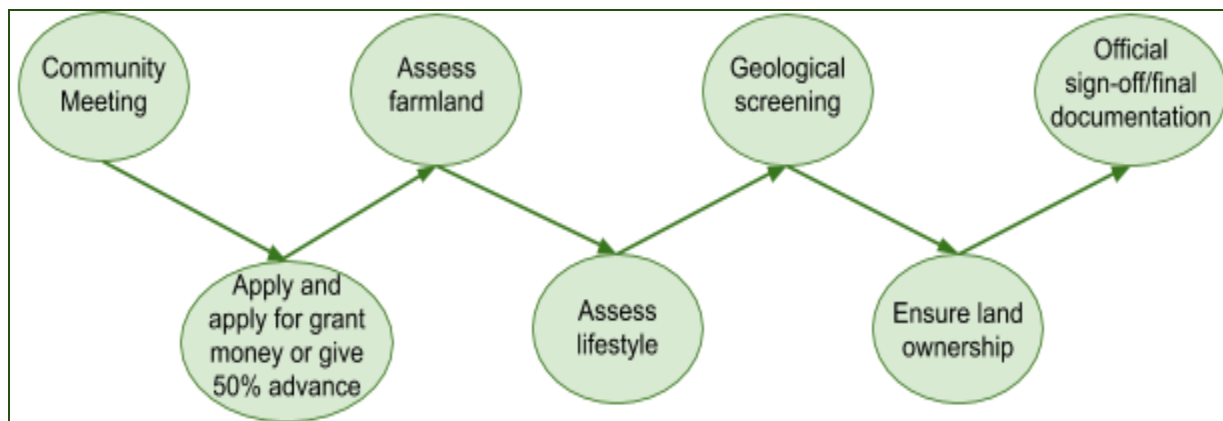 Community
Meeting
Apply and
apply for grant
money or give
50% advance
Assess
farmland
Assess
lifestyle
Geological
screening
Ensure land
ownership
Official
sign-off/final
documentation